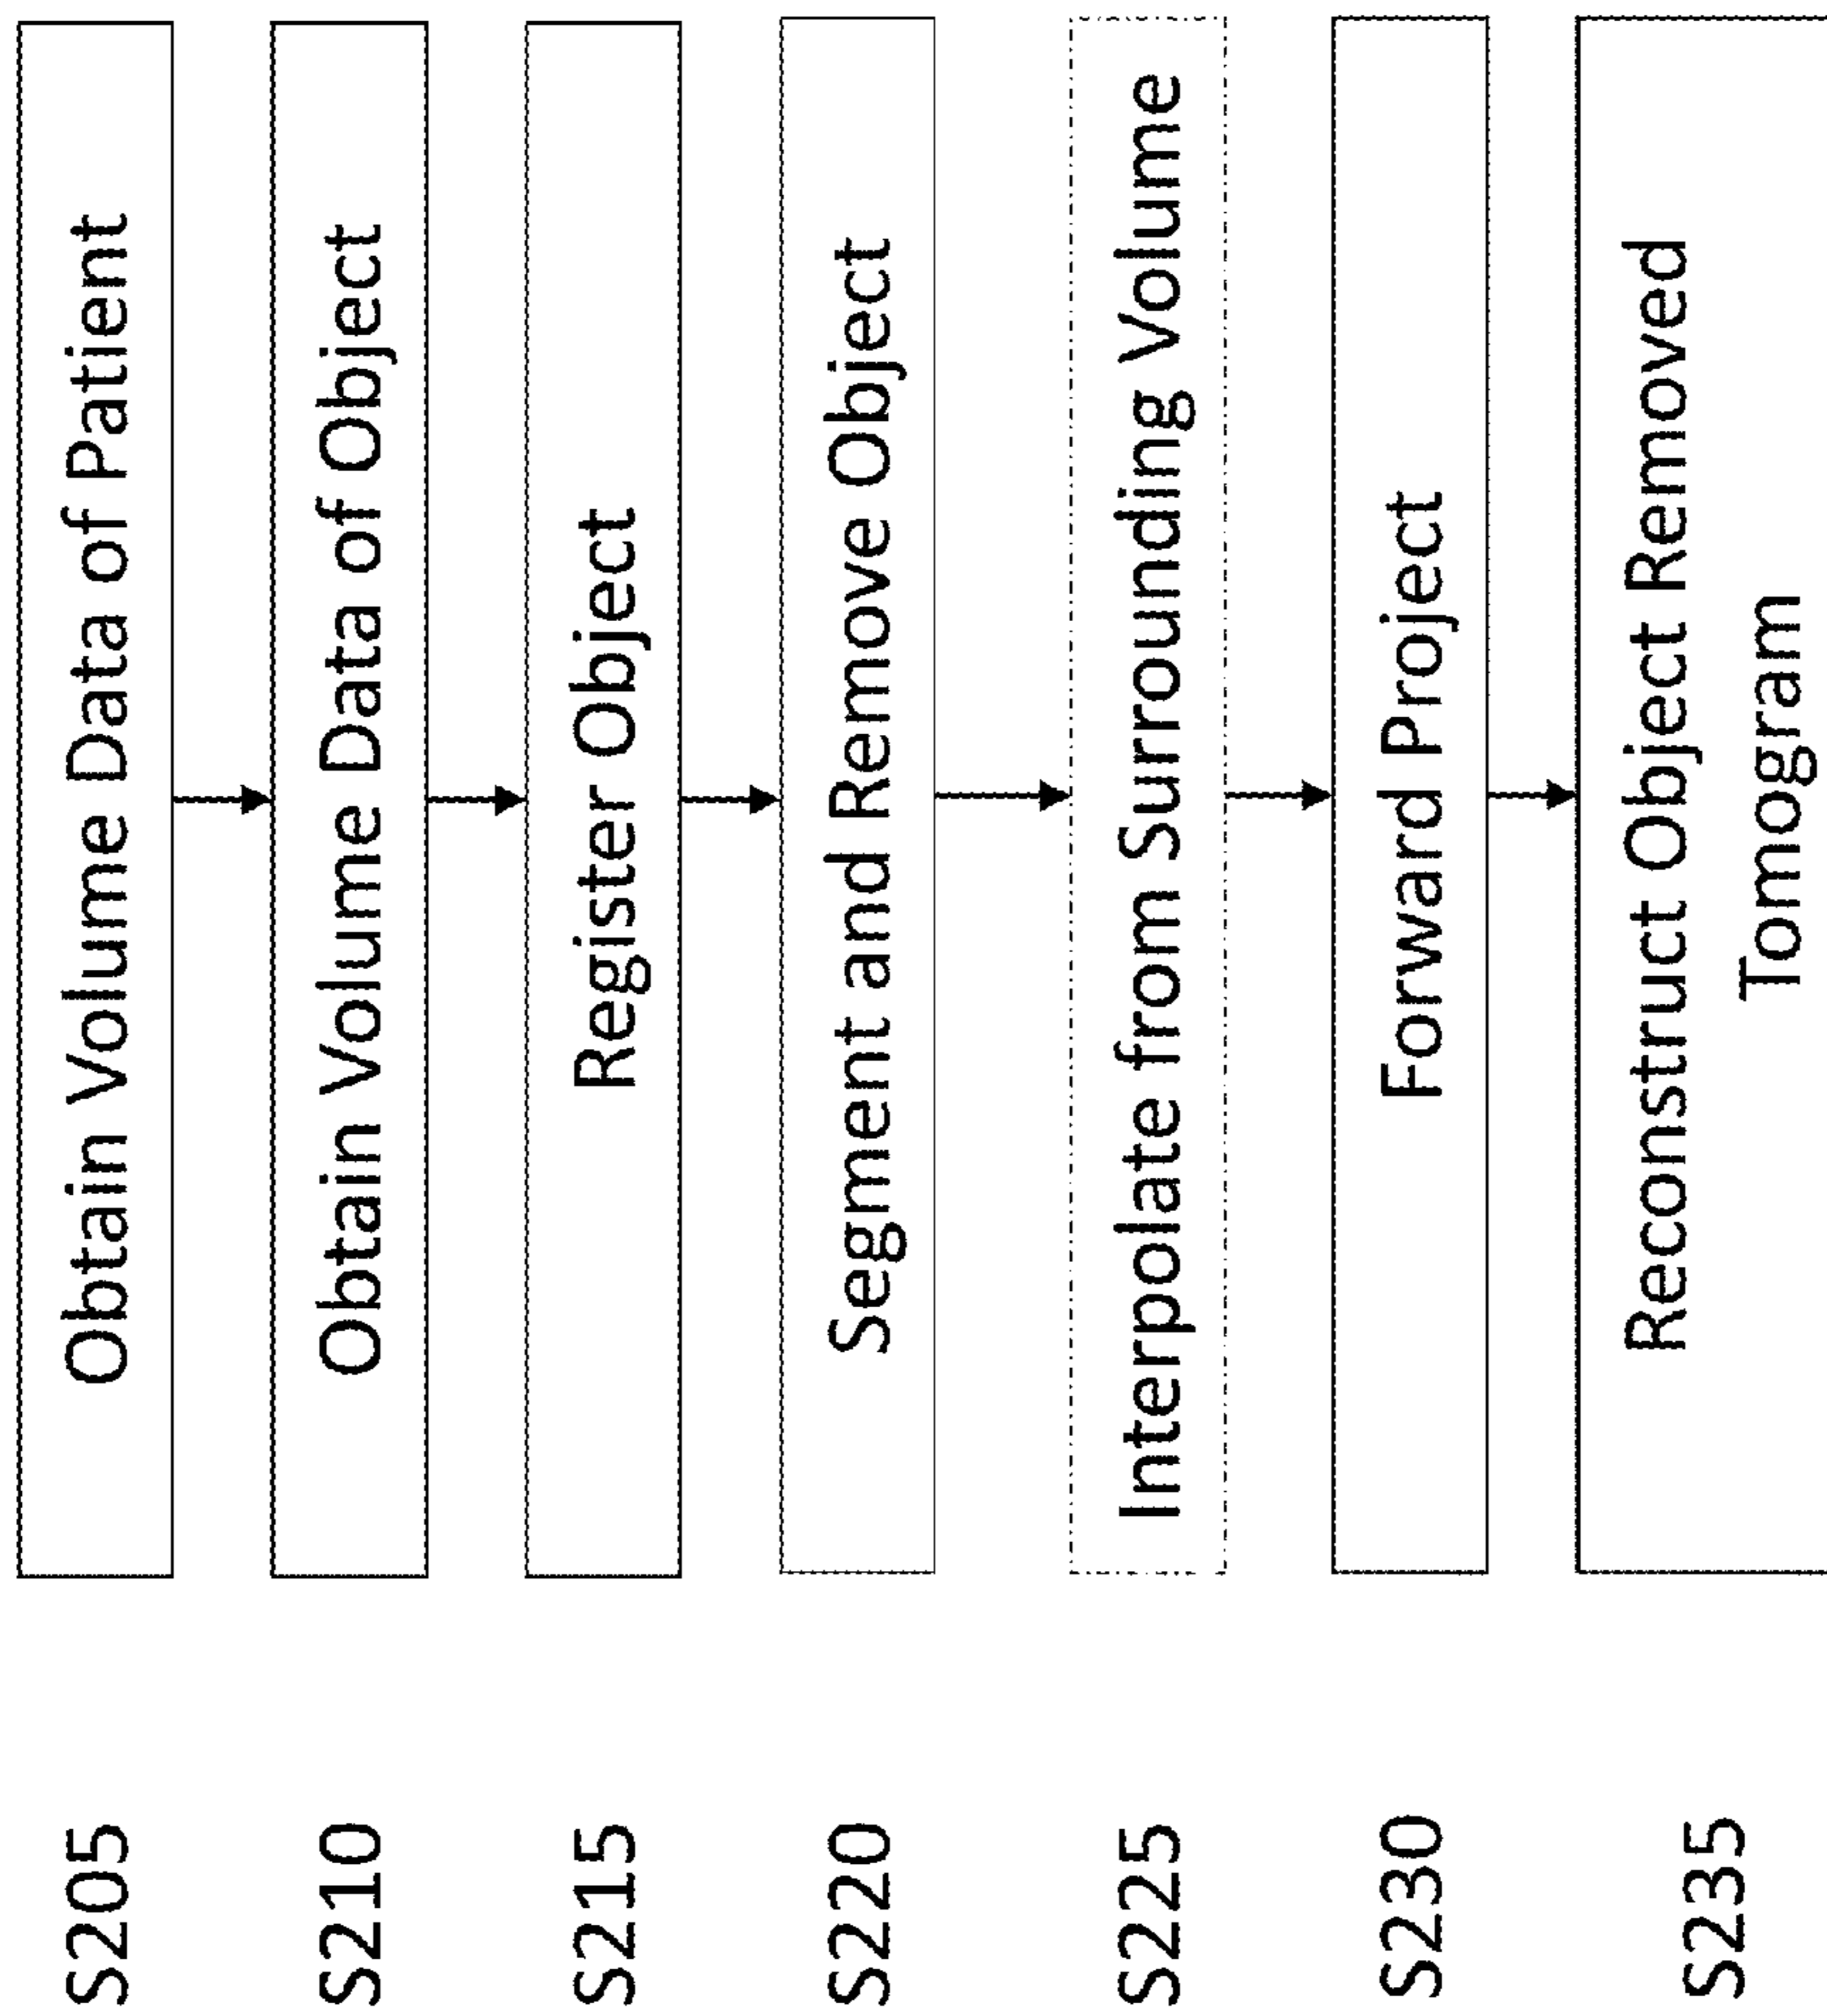 S205
Obtain Volume Data of Patient
S210
Obtain Volume Data of Object
S215
Register Object
S220
Segment and Remove Object
S225
Interpolate from Surrounding Volume
S230
Forward Project
S235
Reconstruct Object Removed
Tomogram